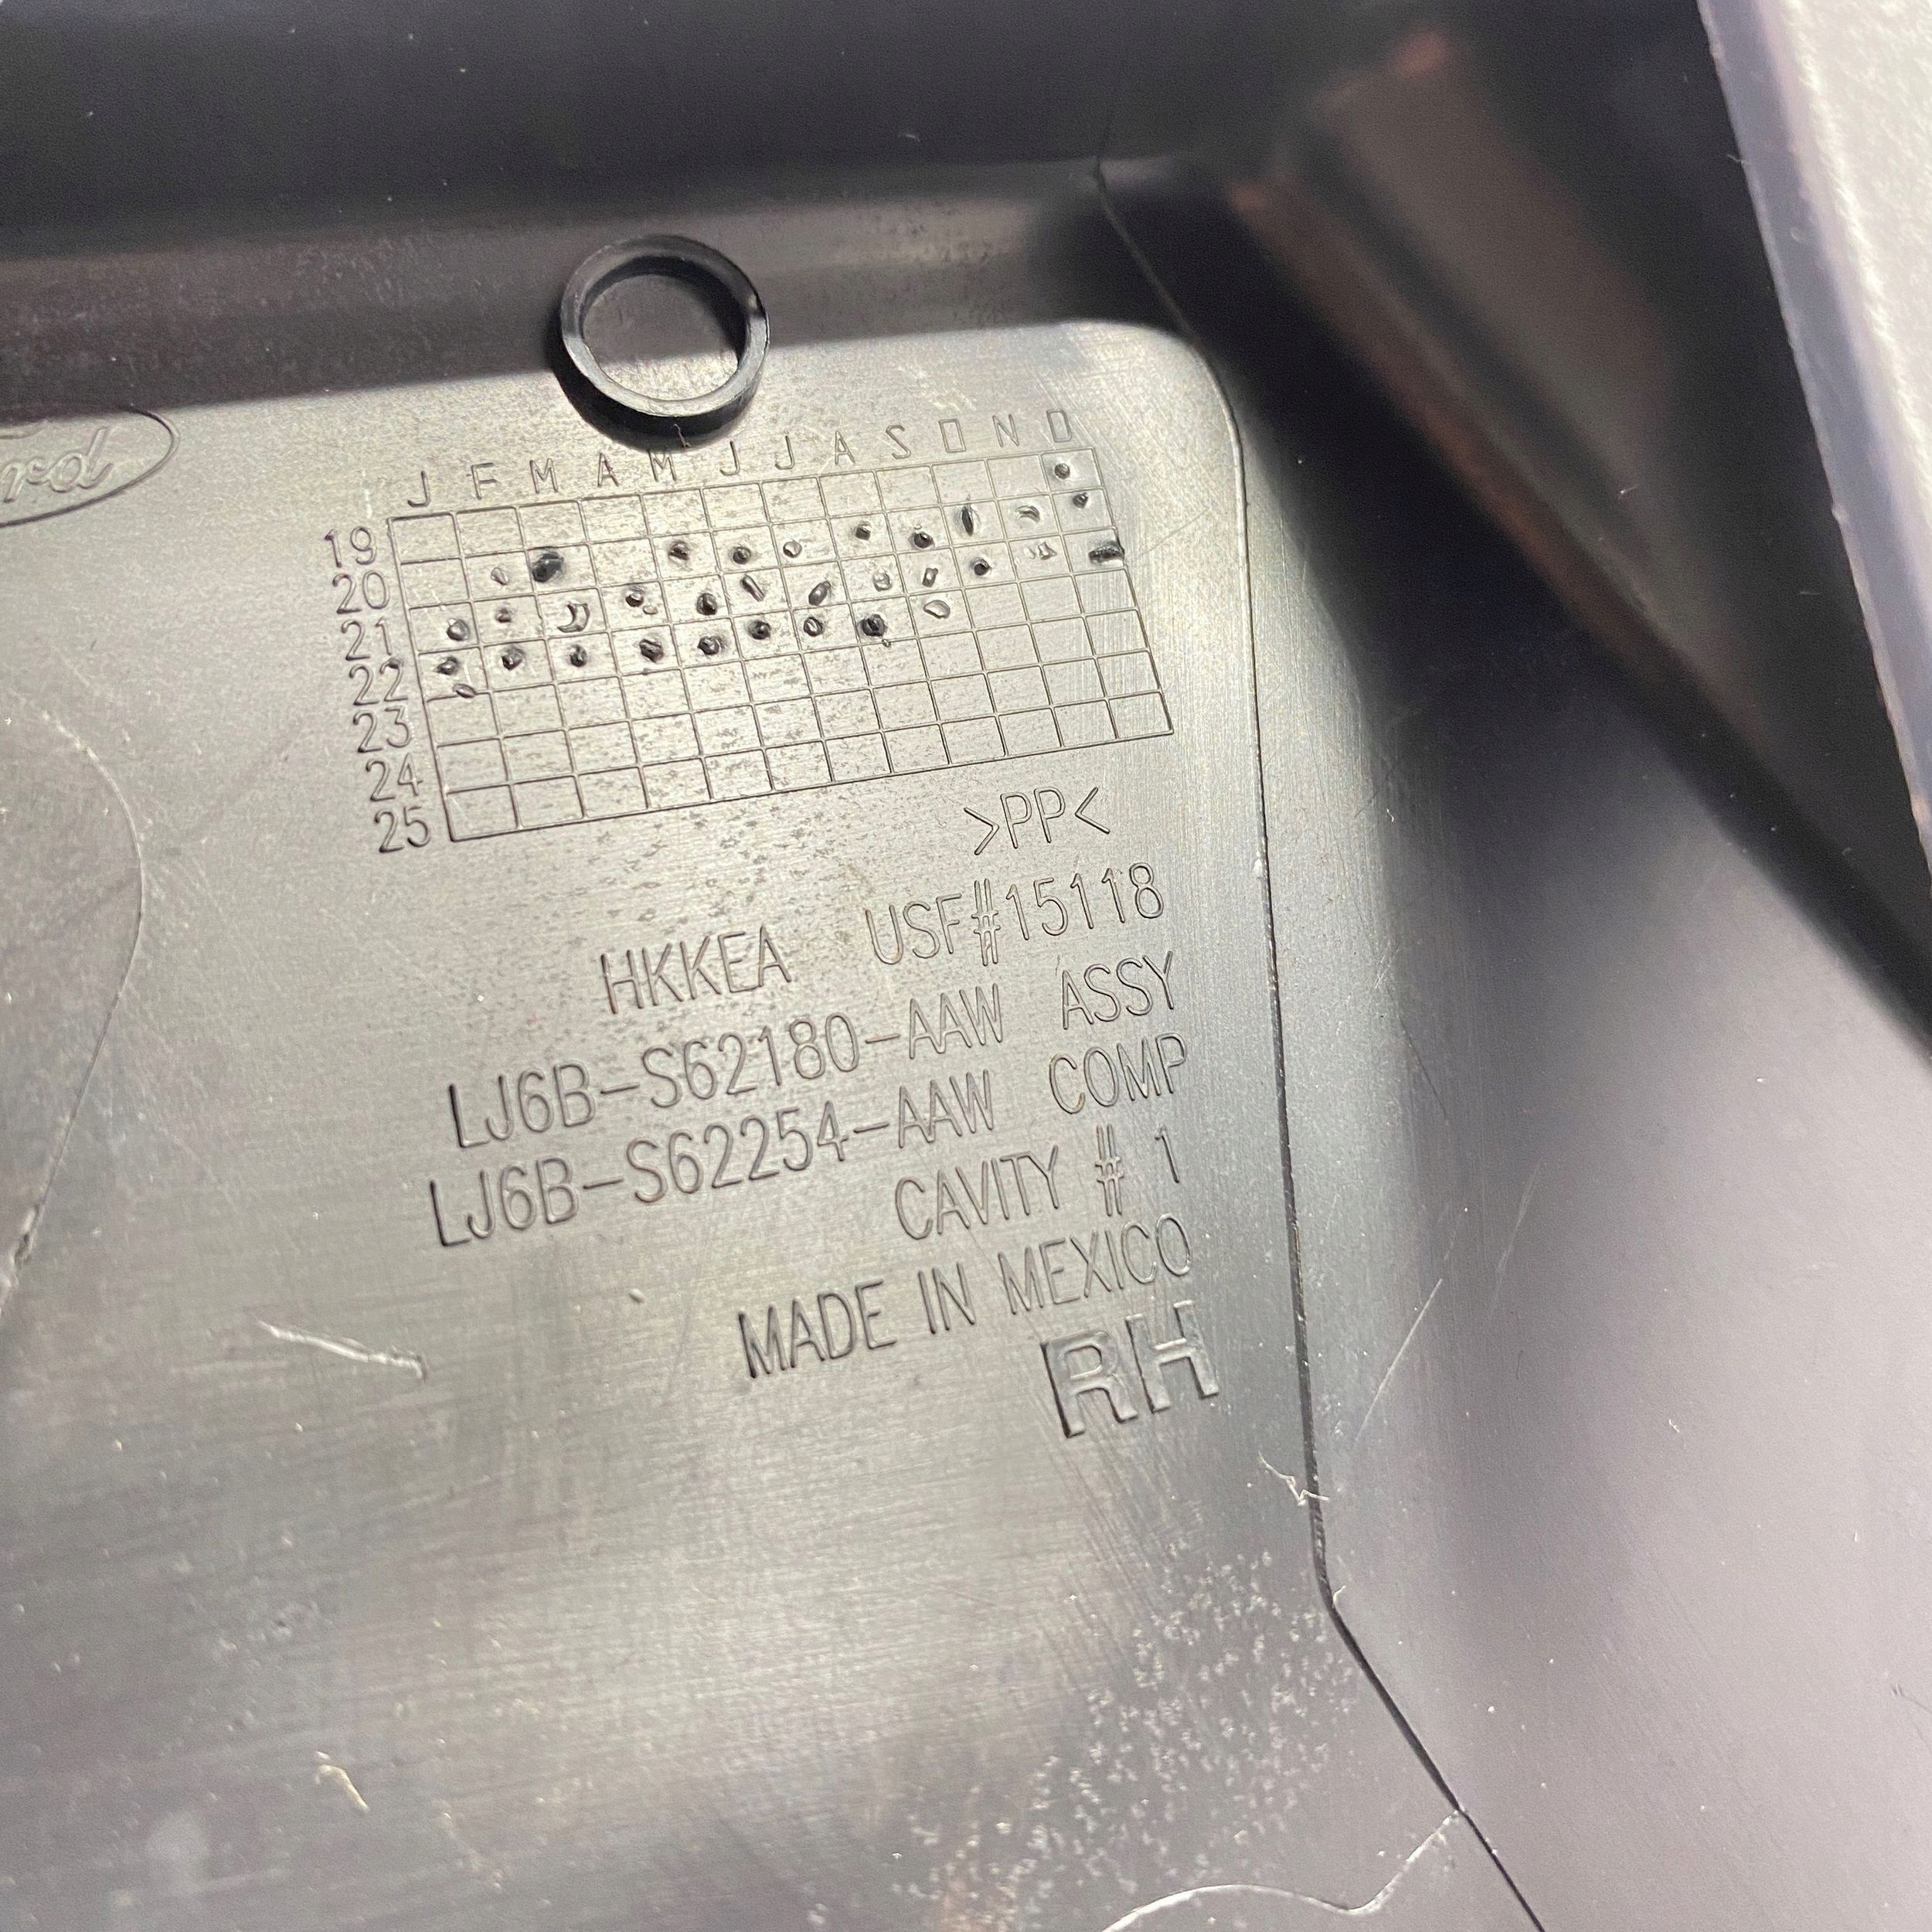 ord
J F M A M J J A S O N D
19
20
21
22
23
24
25
>PP<
HKKEA USF#15118
LJ6B-S62180-AAW ASSY
LJ6B-S62254-AAW COMP
CAVITY # 1
MADE IN MEXICO
RH